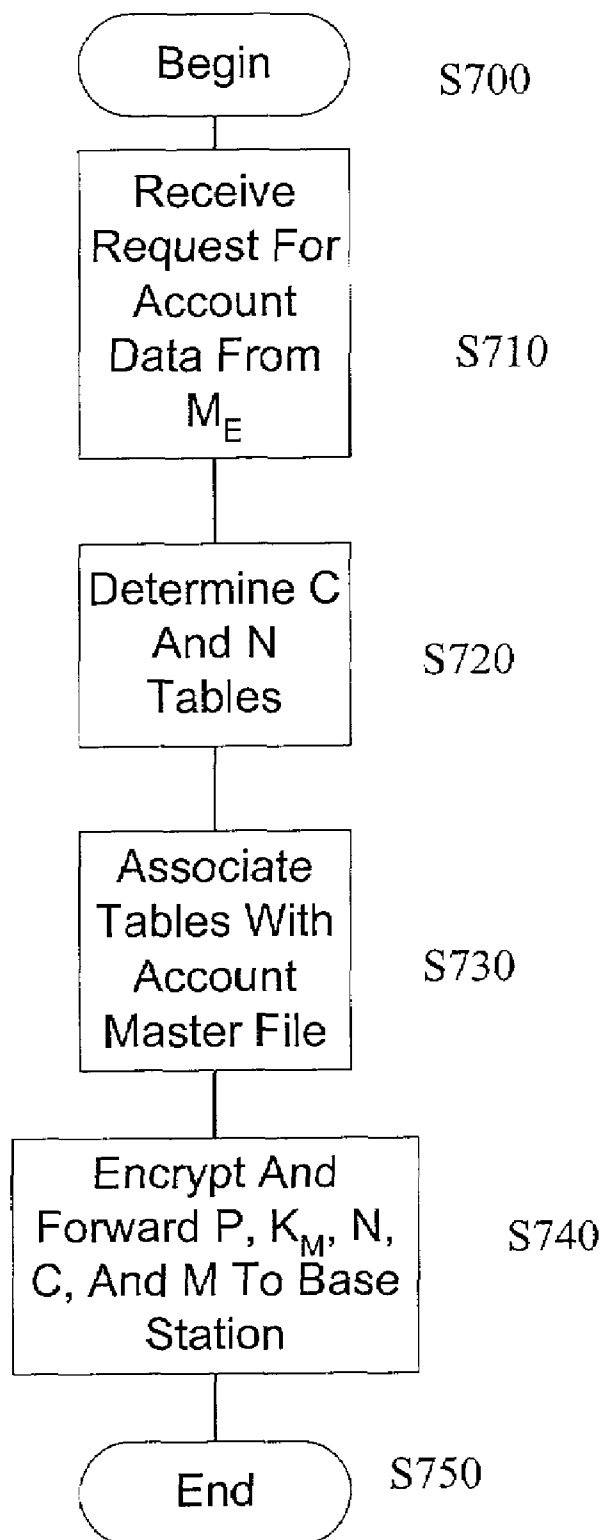 Begin
S700
Receive
Request For
Account
Data From
M_E
S710
Determine C
And N
Tables
S720
Associate
Tables With
Account
Master File
S730
Encrypt And
Forward P, K_M, N,
C, And M To Base
Station
S740
End
S750